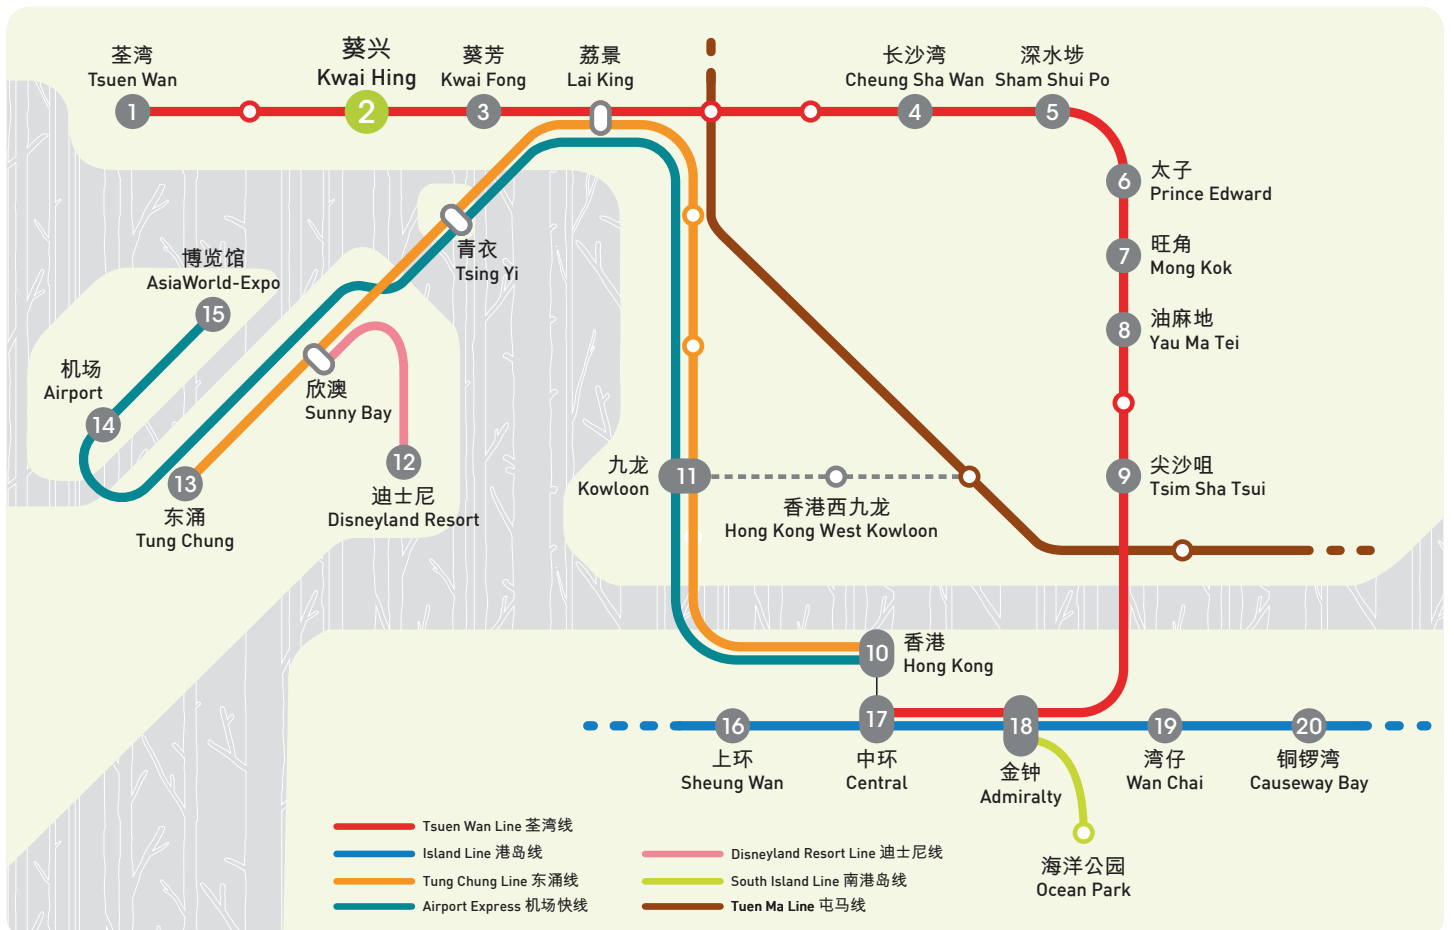 荃湾
Tsuen Wan
1
葵兴
Kwai Hing
2
葵芳
Kwai Fong
3
荔景
Lai King
长沙湾
Cheung Sha Wan
4
深水埗
Sham Shui Po
5
6
太子
Prince Edward
7
旺角
Mong Kok
8
油麻地
Yau Ma Tei
9
尖沙咀
Tsim Sha Tsui
青衣
Tsing Yi
博览馆
AsiaWorld-Expo
15
机场
Airport
14
欣澳
Sunny Bay
12
迪士尼
Disneyland Resort
13
东涌
Tung Chung
九龙
Kowloon
11
香港西九龙
Hong Kong West Kowloon
10
香港
Hong Kong
16
上环
Sheung Wan
17
中环
Central
18
金钟
Admiralty
19
湾仔
Wan Chai
20
铜锣湾
Causeway Bay
海洋公园
Ocean Park
Tsuen Wan Line 荃湾线
Island Line 港岛线
Tung Chung Line 东涌线
Airport Express 机场快线
Disneyland Resort Line 迪士尼线
South Island Line 南港岛线
Tuen Ma Line 屯马线